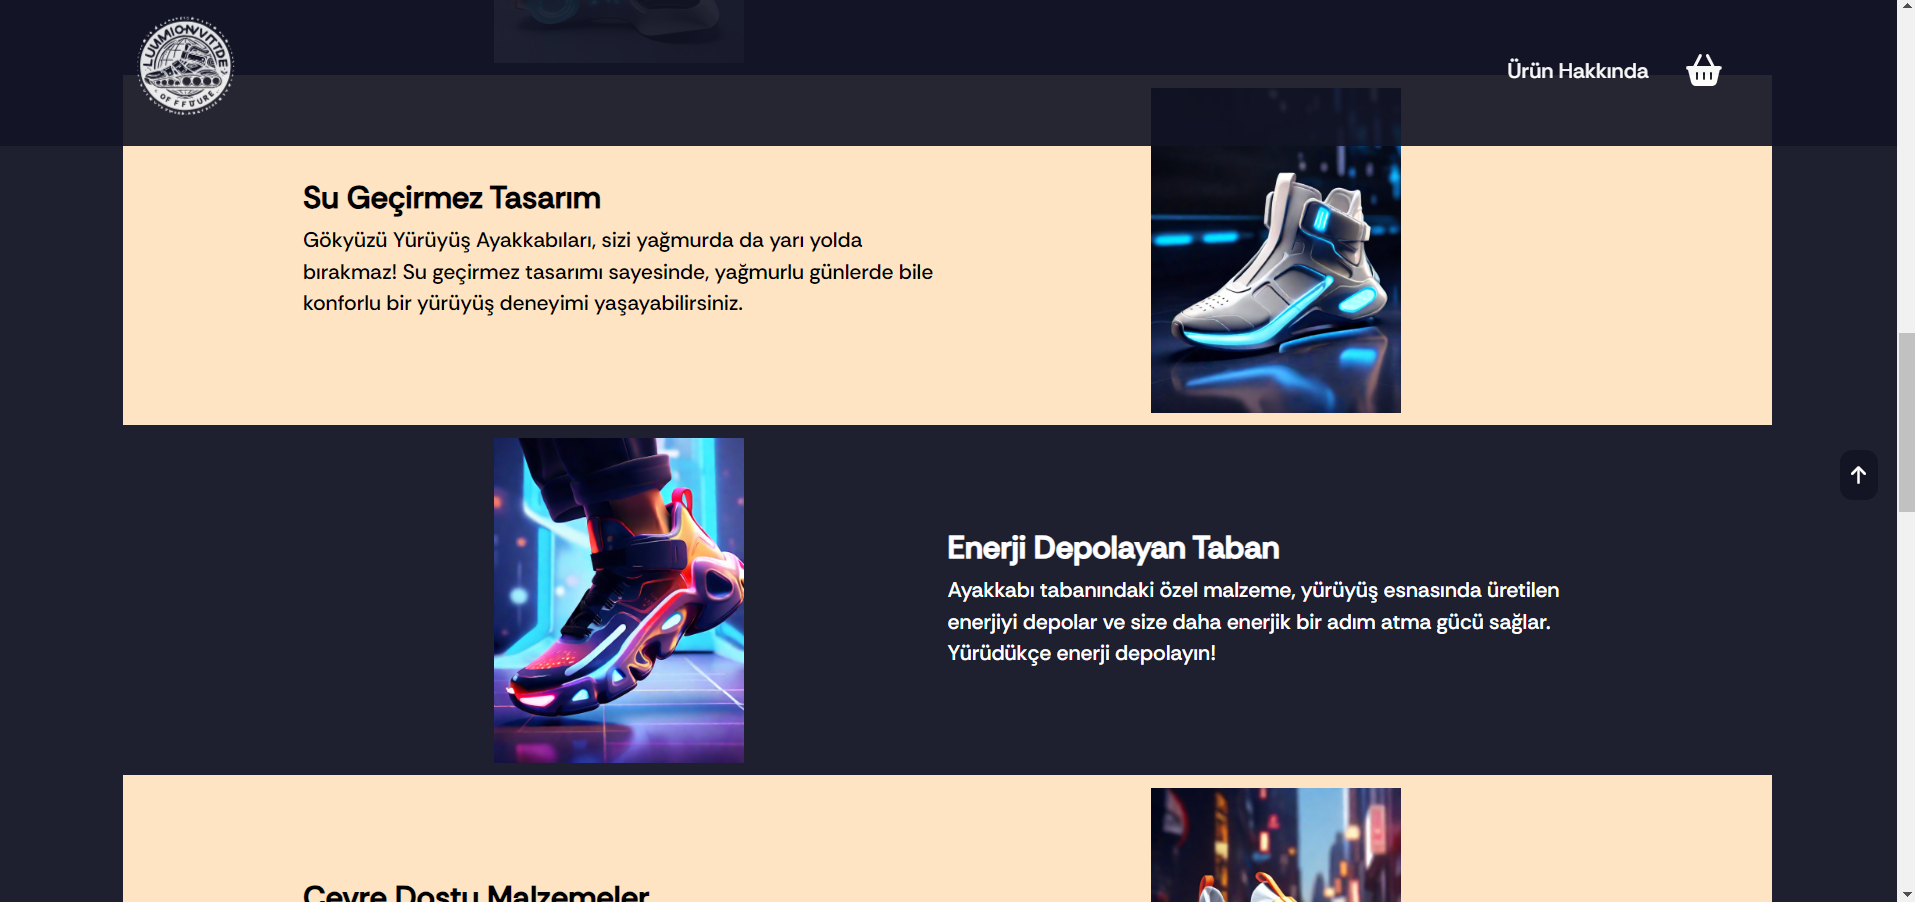 OF FFÜURE
Ürün Hakkında
Su Geçirmez Tasarım
Gökyüzü Yürüyüş Ayakkabıları, sizi yağmurda da yarı yolda
bırakmaz! Su geçirmez tasarımı sayesinde, yağmurlu günlerde bile
konforlu bir yürüyüş deneyimi yaşayabilirsiniz.
Enerji Depolayan Taban
Ayakkabı tabanındaki özel malzeme, yürüyüş esnasında üretilen
enerjiyi depolar ve size daha enerjik bir adım atma gücü sağlar.
Yürüdükçe enerji depolayın!
Çevre Dostu Malzemeler